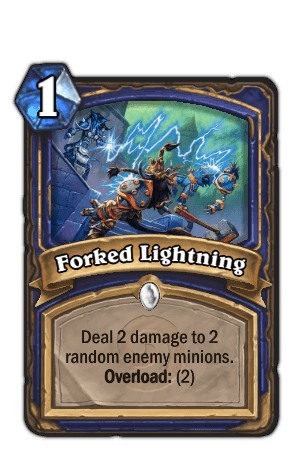 1
Forked Lightning
Deal 2 damage to 2
random enemy minions.
Overload: (2)